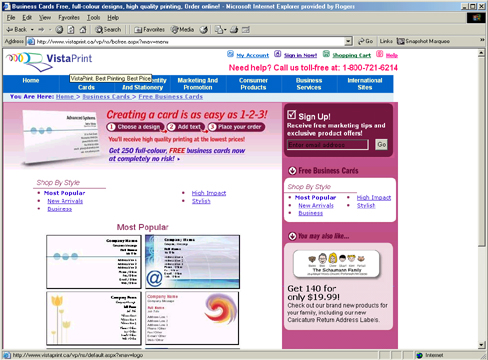 Business Cards Free, full-colour designs, high quality printing, Order online! - Microsoft Internet Explorer provided by Rogers
File Edit View Favorites Tools Help
Back Search Favorites Media
Address http://www.vistaprint.ca/vp/ns/bcfree.aspx?mav=menu Go Links Snapshot Marquee
VistaPrint
My Account Sign in Now! Shopping Cart Help
Need help? Call us toll-free at: 1-800-721-6214
Home Cards Identity And Stationery Marketing And Promotion Consumer Products Business Services International Sites
VistaPrint. Best Printing Best Price
You Are Here: Home > Business Cards > Free Business Cards
Creating a card is as easy as 1-2-3!
1 Choose a design 2 Add text 3 Place your order
You'll receive high quality printing at the lowest prices!
Get 250 full-colour, FREE business cards now
at completely no risk!
Sign Up!
Receive free marketing tips and
exclusive product offers!
Enter email address Go
Shop By Style
Most Popular
New Arrivals
Business
High Impact
Stylish
Free Business Cards
Shop By Style
Most Popular
New Arrivals
Business
High Impact
Stylish
Most Popular
Company Name
Company Name
Company Name
Company Name
You may also like...
The Schaumann Family
Get 140 for
only $19.99!
Check out our brand new products
for your family, including our new
Caricature Return Address Labels.
http://www.vistaprint.ca/vp/ns/default.aspx?mav=logo Internet